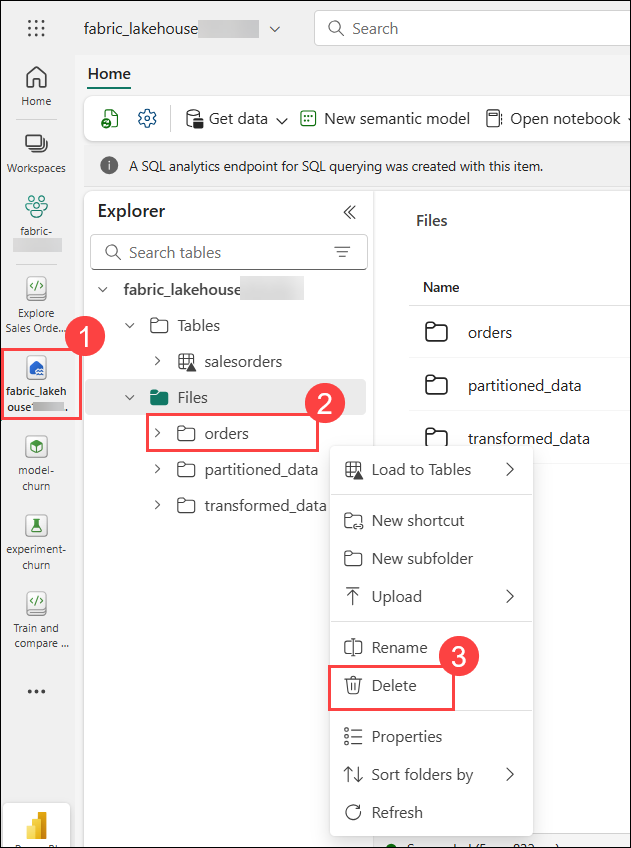 fabric_lakehouse
Search
Home
Home
Get data
New semantic model
Open notebook
Workspaces
A SQL analytics endpoint for SQL querying was created with this item.
fabric-
Explorer
Files
Search tables
Name
fabric_lakehouse
Explore
Sales Orde...
1
Tables
salesorders
orders
fabric_lakeh
ouse
.
Files
2
partitioned_data
orders
transformed_data
model-
churn
partitioned_data
Load to Tables
transformed_data
New shortcut
experiment-
churn
New subfolder
Upload
Train and
compare ...
Rename
3
Delete
Properties
Sort folders by
Refresh